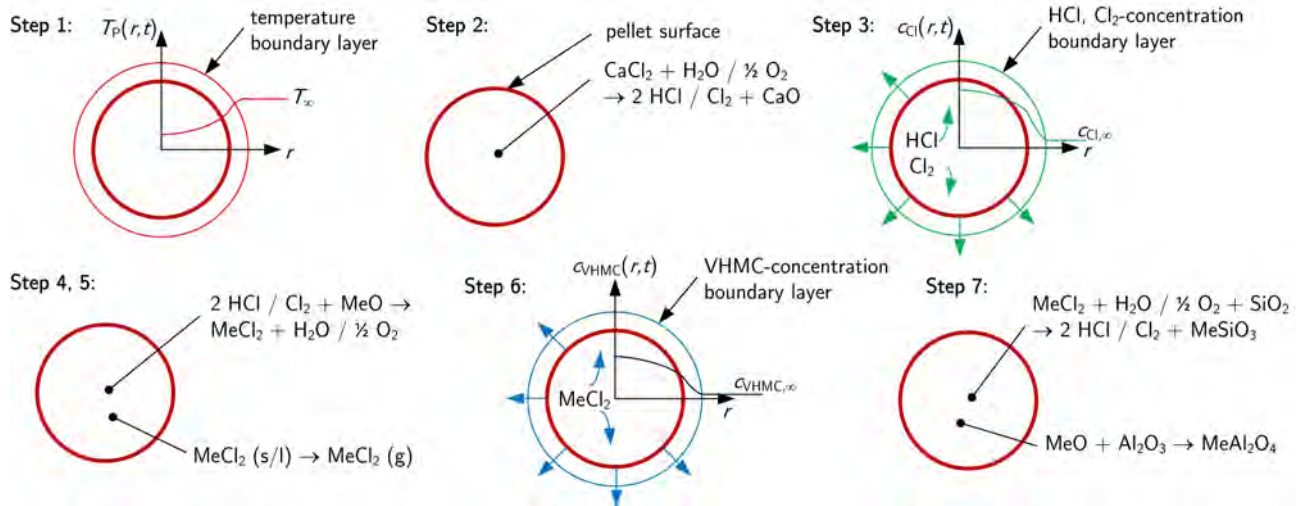 Step 1:
T_P(r,t)
temperature
boundary layer
T_∞
r
Step 2:
pellet surface
CaCl₂ + H₂O / ½ O₂
→ 2 HCl / Cl₂ + CaO
Step 3:
c_Cl(r,t)
HCl, Cl₂-concentration
boundary layer
HCl
Cl₂
c_Cl,∞
r
Step 4, 5:
2 HCl / Cl₂ + MeO →
MeCl₂ + H₂O / ½ O₂
MeCl₂ (s/l) → MeCl₂ (g)
Step 6:
c_VHMC(r,t)
VHMC-concentration
boundary layer
MeCl₂
c_VHMC,∞
r
Step 7:
MeCl₂ + H₂O / ½ O₂ + SiO₂
→ 2 HCl / Cl₂ + MeSiO₃
MeO + Al₂O₃ → MeAl₂O₄